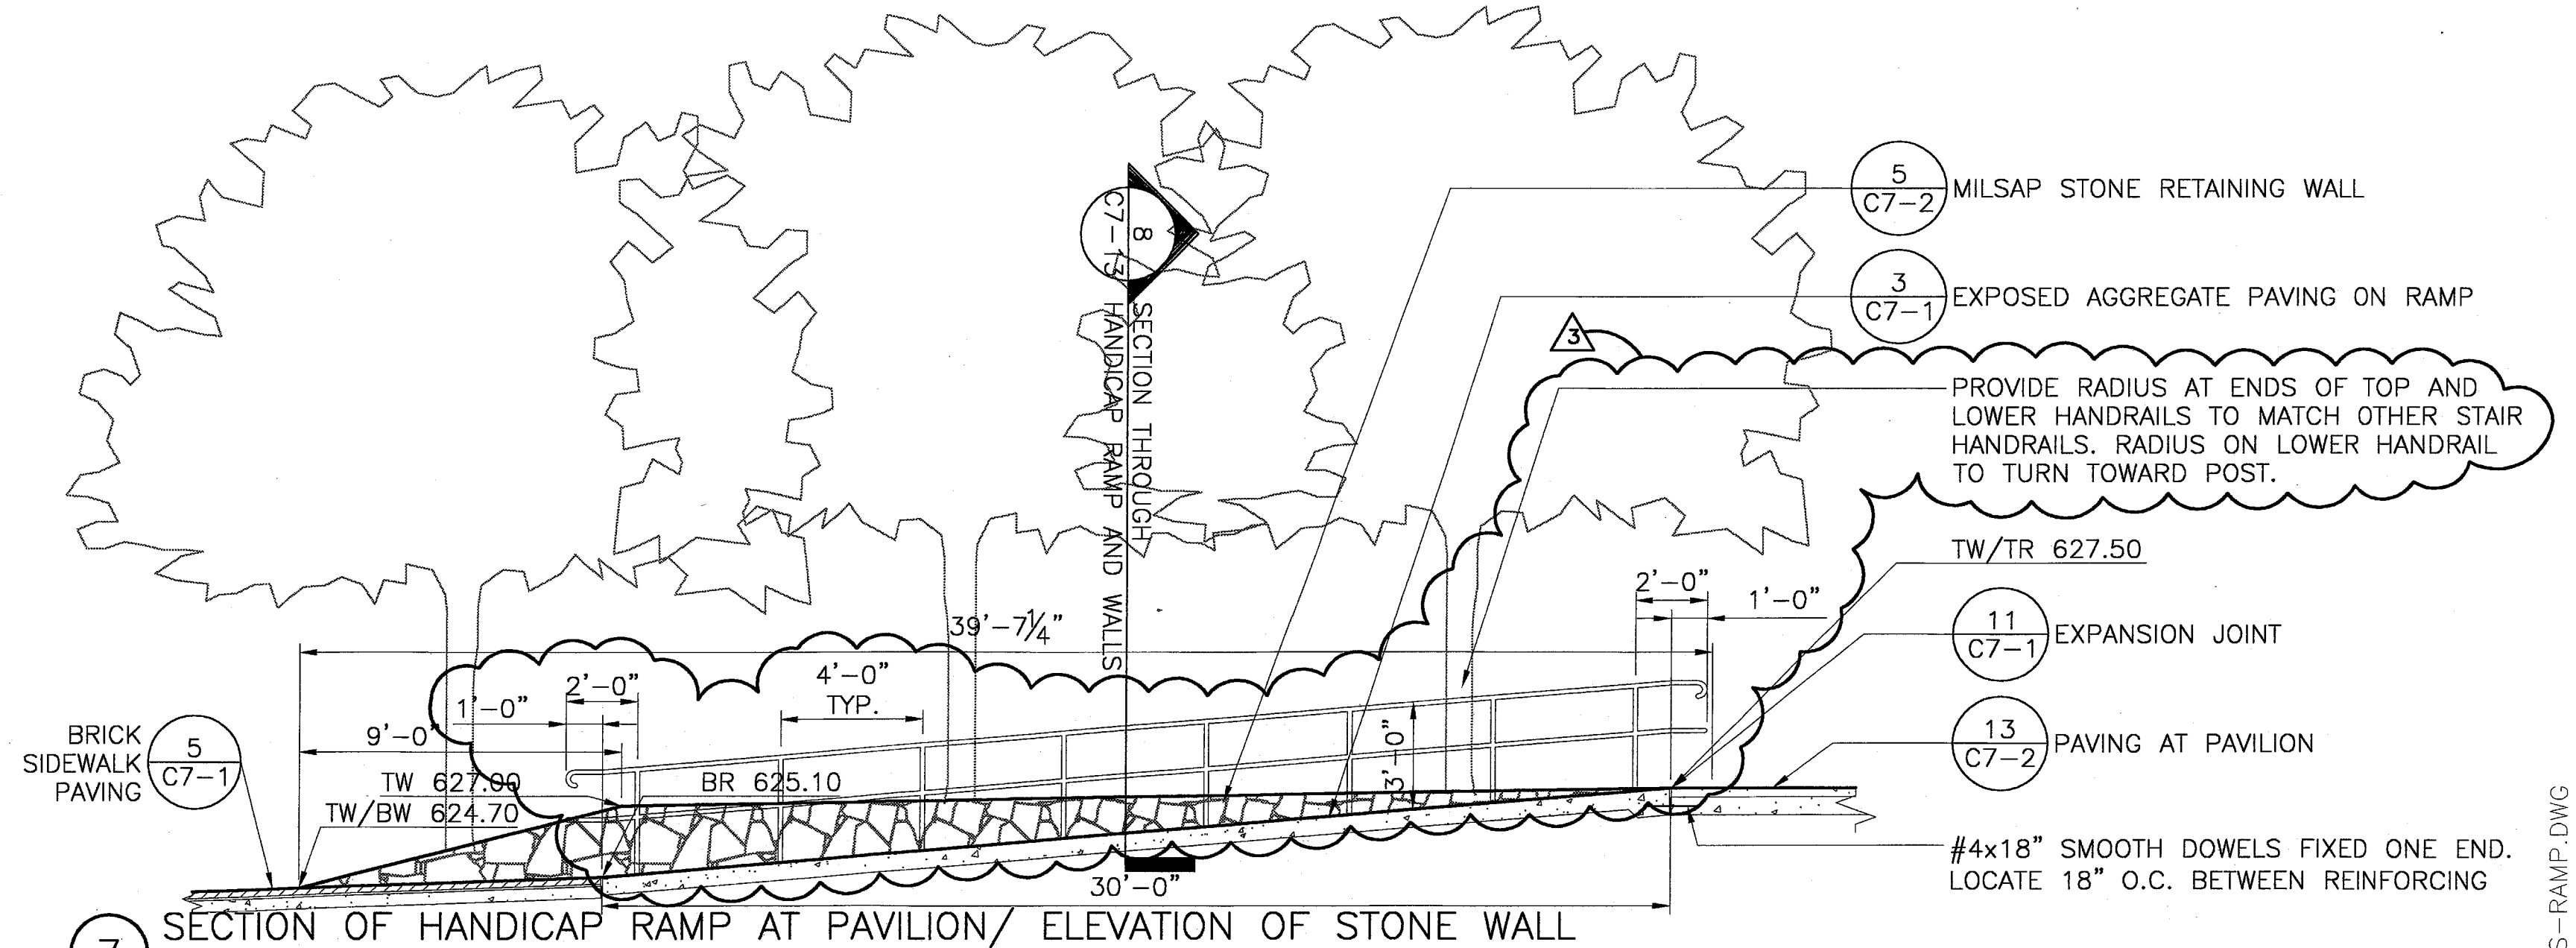 5
C7-2
MILSAP STONE RETAINING WALL
8
C7-13
SECTION THROUGH
HANDICAP RAMP AND WALLS
3
C7-1
EXPOSED AGGREGATE PAVING ON RAMP
3
PROVIDE RADIUS AT ENDS OF TOP AND
LOWER HANDRAILS TO MATCH OTHER STAIR
HANDRAILS. RADIUS ON LOWER HANDRAIL
TO TURN TOWARD POST.
TW/TR 627.50
2'-0"
1'-0"
39'-7¼"
11
C7-1
EXPANSION JOINT
4'-0"
TYP.
2'-0"
1'-0"
9'-0"
3'-0"
BRICK
SIDEWALK
PAVING
5
C7-1
13
C7-2
PAVING AT PAVILION
TW 627.00
BR 625.10
TW/BW 624.70
#4x18" SMOOTH DOWELS FIXED ONE END.
LOCATE 18" O.C. BETWEEN REINFORCING
30'-0"
7
SECTION OF HANDICAP RAMP AT PAVILION/ ELEVATION OF STONE WALL
S-RAMP.DWG